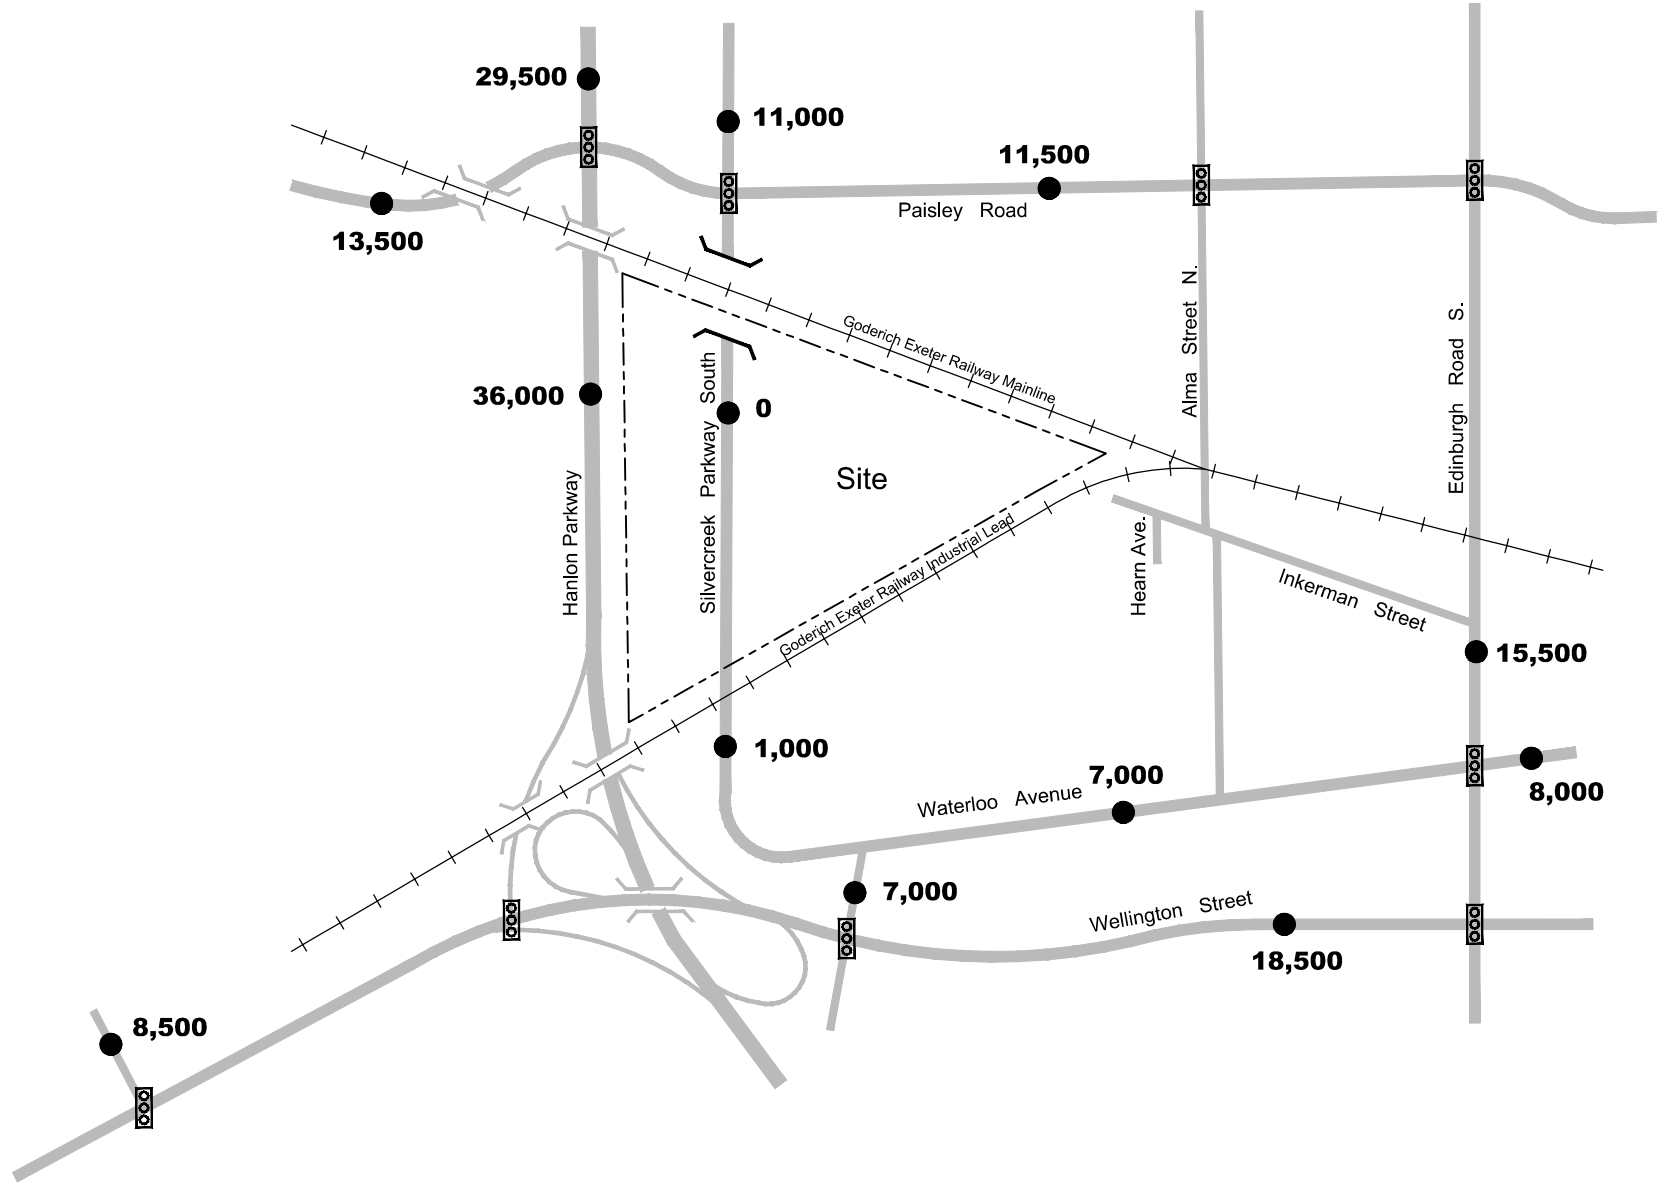 29,500
11,000
11,500
Paisley Road
13,500
Alma Street N.
Edinburgh Road S.
Goderich Exeter Railway Mainline
36,000
Silvercreek Parkway South
0
Site
Hanlon Parkway
Goderich Exeter Railway Industrial Lead
Hearn Ave.
Inkerman Street
15,500
1,000
7,000
Waterloo Avenue
8,000
7,000
Wellington Street
18,500
8,500